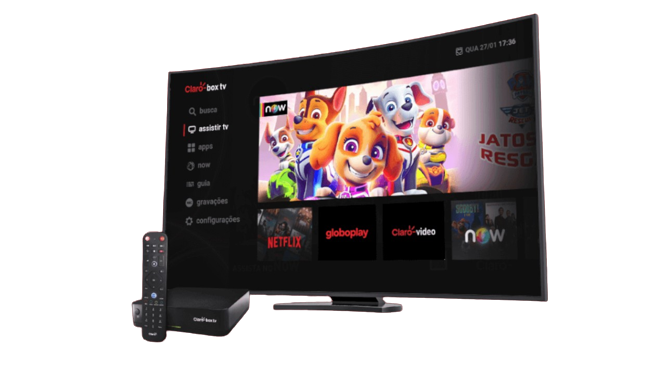 QUA 27/01 17:36
Claro box tv
busca
assistir tv
apps
now
guia
gravações
configurações
now
JATOS
RESG
NETFLIX
globoplay
Claro video
now
Claro
Claro box tv